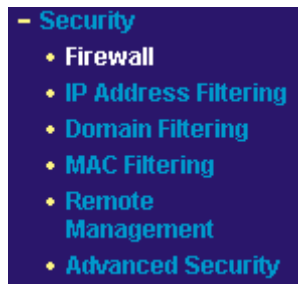 – Security
• Firewall
• IP Address Filtering
• Domain Filtering
• MAC Filtering
• Remote
Management
• Advanced Security